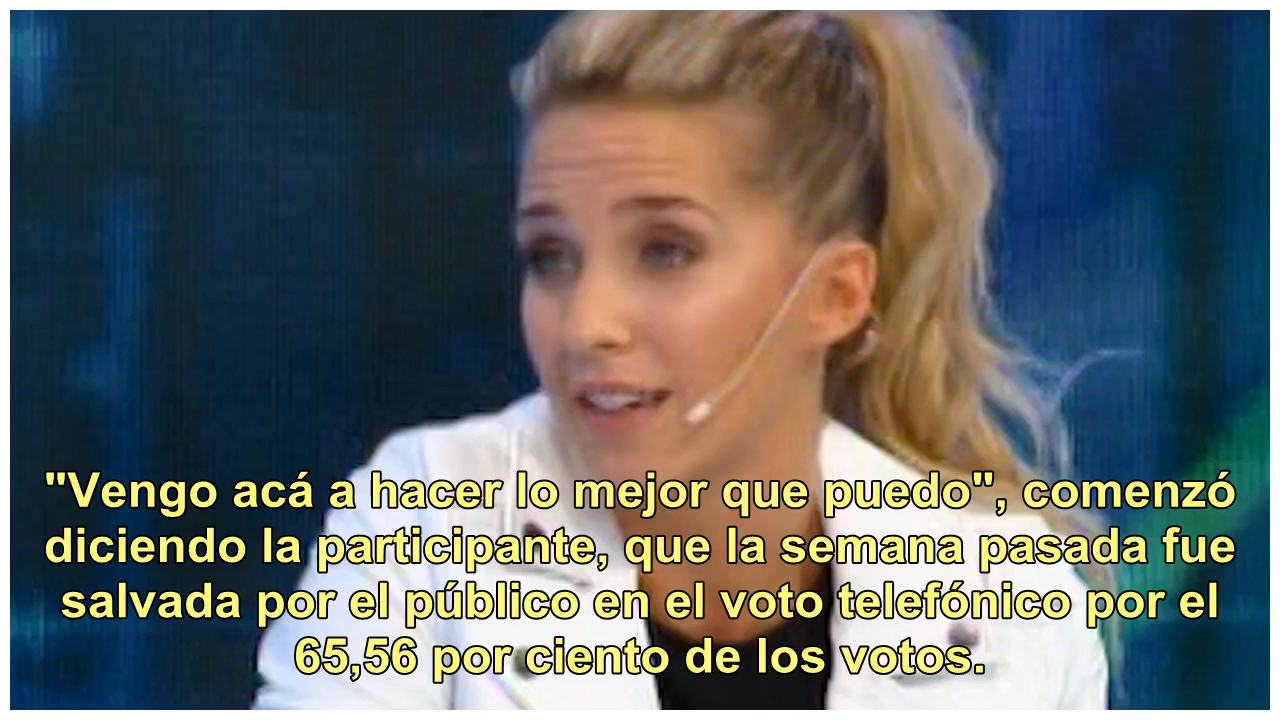 "Vengo acá a hacer lo mejor que puedo", comenzó
diciendo la participante, que la semana pasada fue
salvada por el público en el voto telefónico por el
65,56 por ciento de los votos.